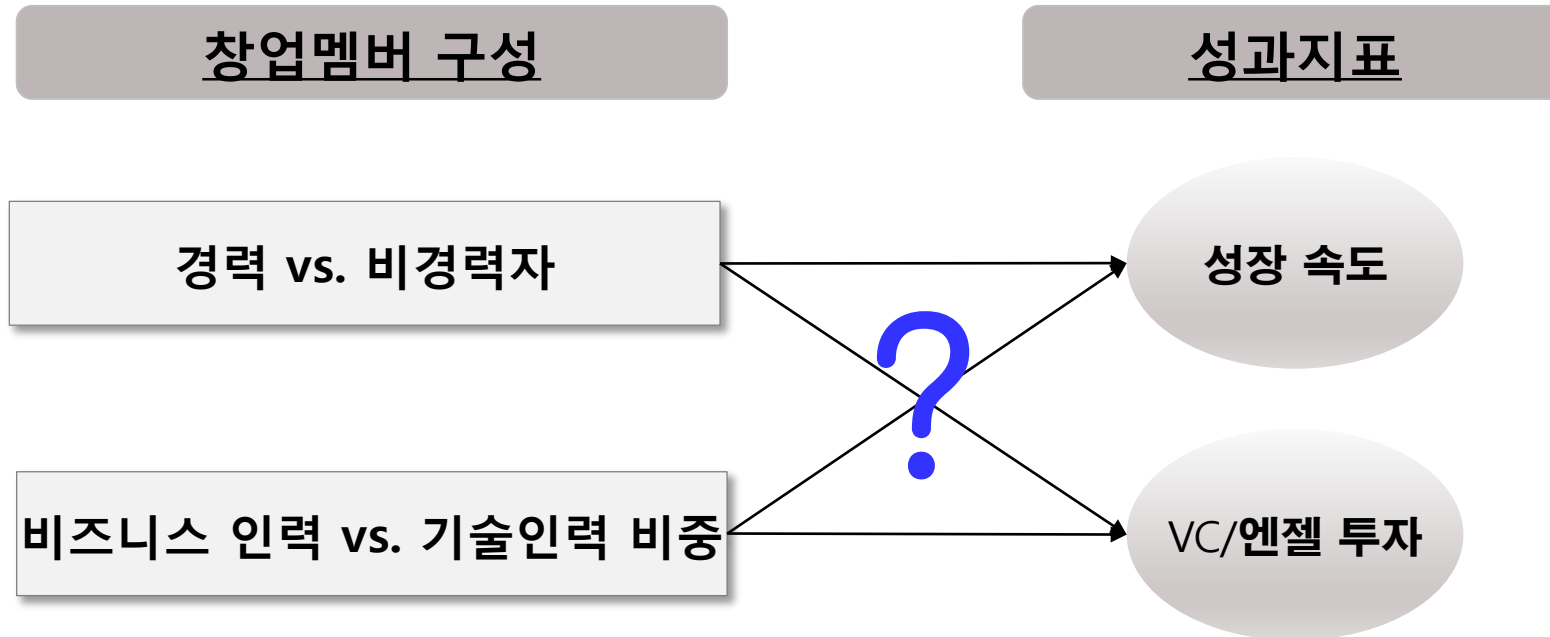 창업멤버 구성
성과지표
경력 vs. 비경력자
성장 속도
?
비즈니스 인력 vs. 기술인력 비중
VC/엔젤 투자